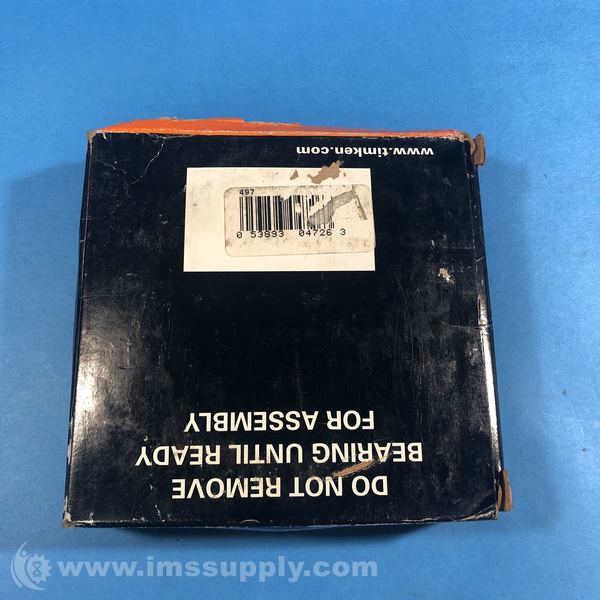 www.timken.com
497
0 53893 04726 3
DO NOT REMOVE
BEARING UNTIL READY
FOR ASSEMBLY
www.imssupply.com